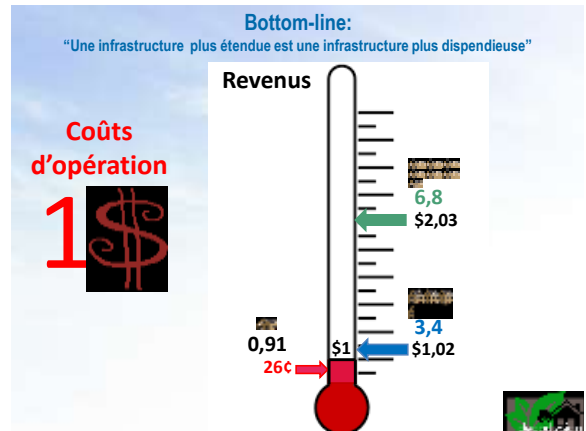 Bottom-line:
“Une infrastructure plus étendue est une infrastructure plus dispendieuse”
Revenus
Coûts
d’opération
1$
6,8
$2,03
3,4
$1,02
0,91
$1
26¢